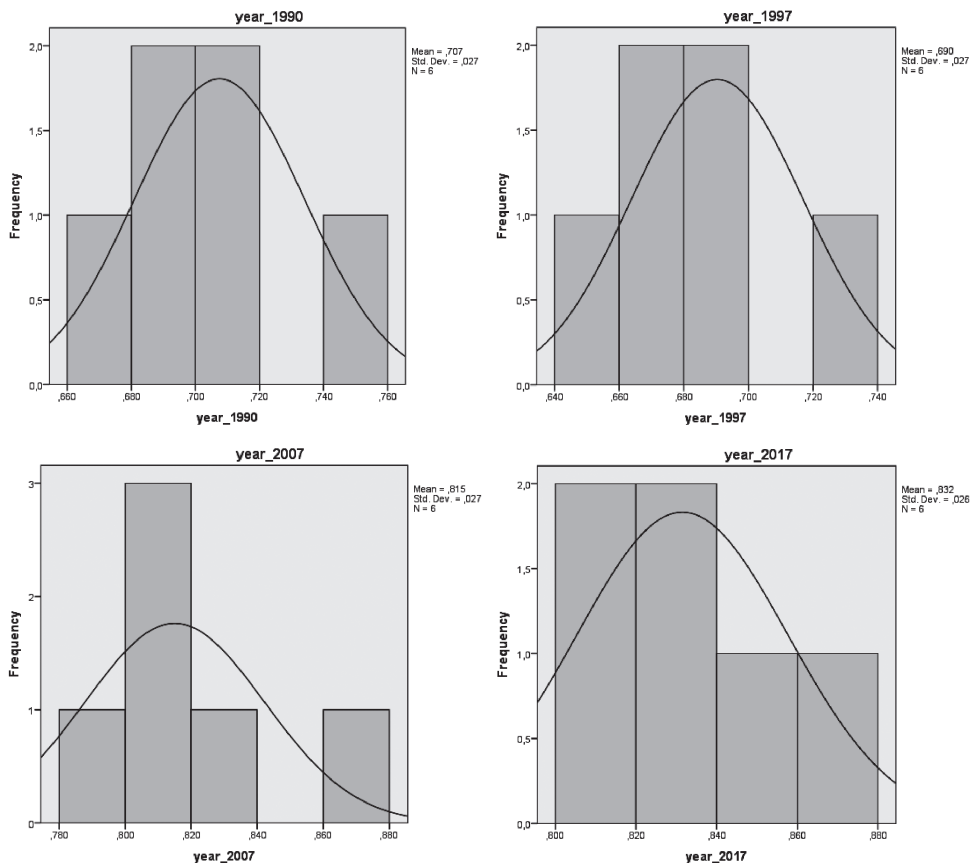 year_1990
Mean = ,707
Std. Dev. = ,027
N = 6
2,0
1,5
1,0
0,5
0,0
Frequency
,660 ,680 ,700 ,720 ,740 ,760
year_1990
year_1997
Mean = ,690
Std. Dev. = ,027
N = 6
2,0
1,5
1,0
0,5
0,0
Frequency
,640 ,660 ,680 ,700 ,720 ,740
year_1997
year_2007
Mean = ,815
Std. Dev. = ,027
N = 6
3
2
1
0
Frequency
,780 ,800 ,820 ,840 ,860 ,880
year_2007
year_2017
Mean = ,832
Std. Dev. = ,026
N = 6
2,0
1,5
1,0
0,5
0,0
Frequency
,800 ,820 ,840 ,860 ,880
year_2017